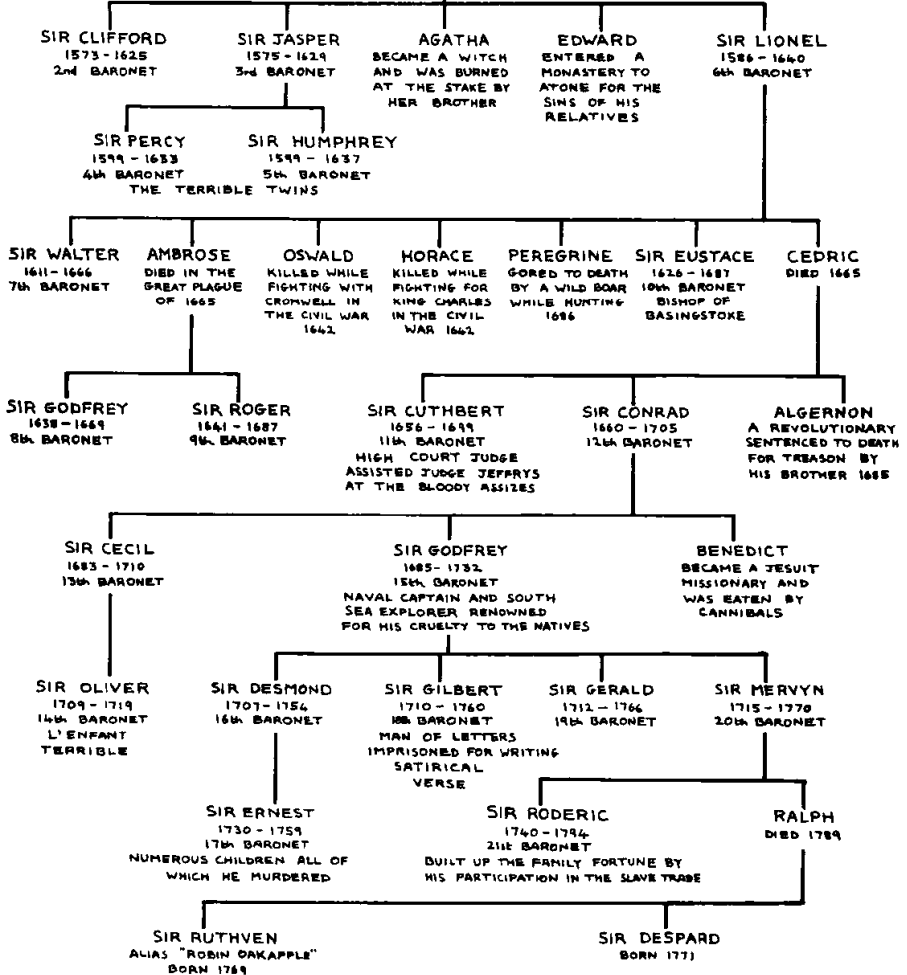 SIR CLIFFORD
1573-1625
2nd BARONET
SIR JASPER
1575-1629
3rd BARONET
AGATHA
BECAME A WITCH
AND WAS BURNED
AT THE STAKE BY
HER BROTHER
EDWARD
ENTERED A
MONASTERY TO
ATONE FOR THE
SINS OF HIS
RELATIVES
SIR LIONEL
1586-1640
6th BARONET
SIR PERCY
1599-1633
4th BARONET
SIR HUMPHREY
1599-1637
5th BARONET
THE TERRIBLE TWINS
SIR WALTER
1611-1666
7th BARONET
AMBROSE
DIED IN THE
GREAT PLAGUE
OF 1665
OSWALD
KILLED WHILE
FIGHTING WITH
CROMWELL IN
THE CIVIL WAR
1642
HORACE
KILLED WHILE
FIGHTING FOR
KING CHARLES
IN THE CIVIL
WAR 1642
PEREGRINE
GORED TO DEATH
BY A WILD BOAR
WHILE HUNTING
1686
SIR EUSTACE
1626-1687
10th BARONET
BISHOP OF
BASINGSTOKE
CEDRIC
DIED 1665
SIR GODFREY
1638-1669
8th BARONET
SIR ROGER
1641-1687
9th BARONET
SIR CUTHBERT
1656-1699
11th BARONET
HIGH COURT JUDGE
ASSISTED JUDGE JEFFRYS
AT THE BLOODY ASSIZES
SIR CONRAD
1660-1705
12th BARONET
ALGERNON
A REVOLUTIONARY
SENTENCED TO DEATH
FOR TREASON BY
HIS BROTHER 1685
SIR CECIL
1683-1710
13th BARONET
SIR GODFREY
1685-1732
15th BARONET
NAVAL CAPTAIN AND SOUTH
SEA EXPLORER RENOWNED
FOR HIS CRUELTY TO THE NATIVES
BENEDICT
BECAME A JESUIT
MISSIONARY AND
WAS EATEN BY
CANNIBALS
SIR OLIVER
1709-1719
14th BARONET
L'ENFANT
TERRIBLE
SIR DESMOND
1707-1754
16th BARONET
SIR GILBERT
1710-1760
18th BARONET
MAN OF LETTERS
IMPRISONED FOR WRITING
SATIRICAL
VERSE
SIR GERALD
1712-1766
19th BARONET
SIR MERVYN
1715-1770
20th BARONET
SIR ERNEST
1730-1759
17th BARONET
NUMEROUS CHILDREN ALL OF
WHICH HE MURDERED
SIR RODERIC
1740-1794
21st BARONET
BUILT UP THE FAMILY FORTUNE BY
HIS PARTICIPATION IN THE SLAVE TRADE
RALPH
DIED 1789
SIR RUTHVEN
ALIAS "ROBIN OAKAPPLE"
BORN 1769
SIR DESPARD
BORN 1771